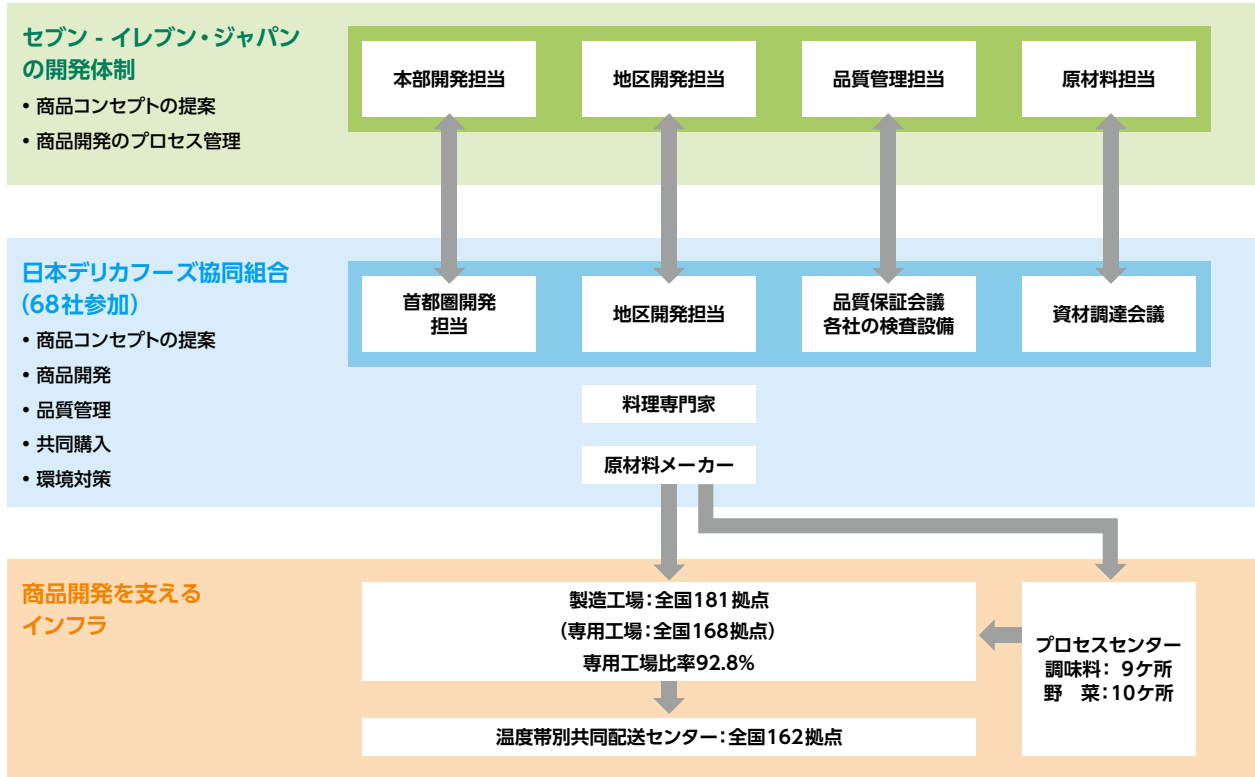 セブン‐イレブン・ジャパン
の開発体制
• 商品コンセプトの提案
• 商品開発のプロセス管理
本部開発担当
地区開発担当
品質管理担当
原材料担当
日本デリカフーズ協同組合
(68社参加)
• 商品コンセプトの提案
• 商品開発
• 品質管理
• 共同購入
• 環境対策
首都圏開発
担当
地区開発担当
品質保証会議
各社の検査設備
資材調達会議
料理専門家
原材料メーカー
商品開発を支える
インフラ
製造工場:全国181拠点
(専用工場:全国168拠点)
専用工場比率92.8%
プロセスセンター
調味料: 9ケ所
野 菜:10ケ所
温度帯別共同配送センター:全国162拠点